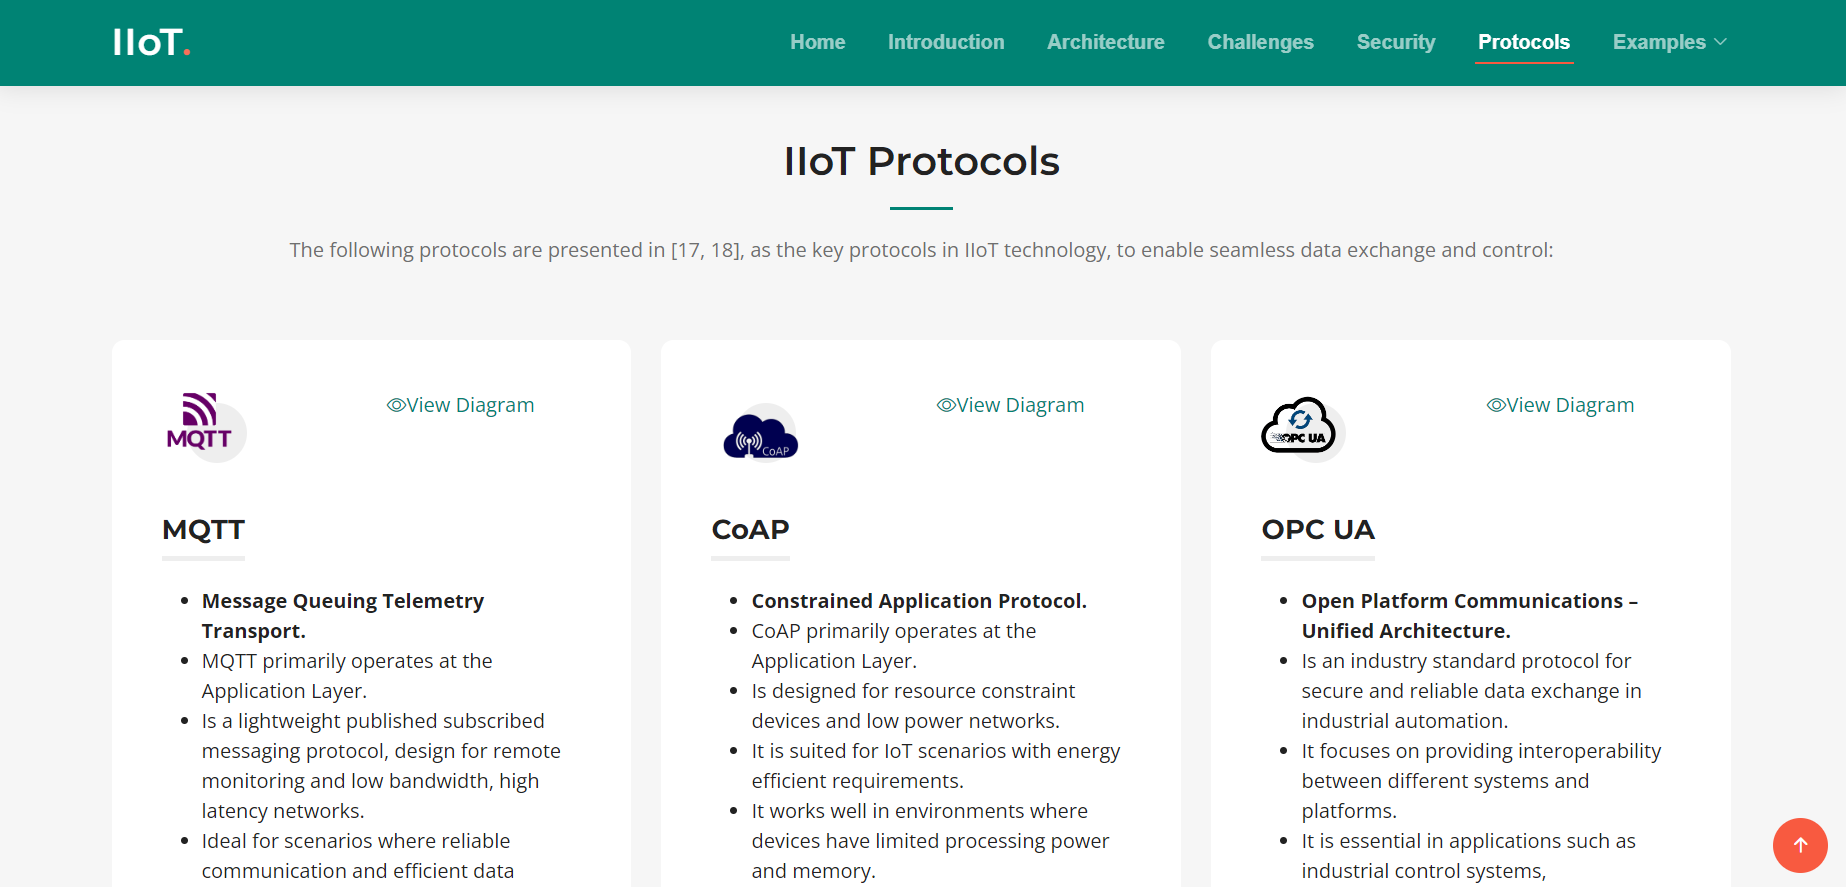 IIoT.
Home Introduction Architecture Challenges Security Protocols Examples
IIoT Protocols
The following protocols are presented in [17, 18], as the key protocols in IIoT technology, to enable seamless data exchange and control:
MQTT
View Diagram
MQTT
Message Queuing Telemetry
Transport.
MQTT primarily operates at the
Application Layer.
Is a lightweight published subscribed
messaging protocol, design for remote
monitoring and low bandwidth, high
latency networks.
Ideal for scenarios where reliable
communication and efficient data
CoAP
View Diagram
CoAP
Constrained Application Protocol.
CoAP primarily operates at the
Application Layer.
Is designed for resource constraint
devices and low power networks.
It is suited for IoT scenarios with energy
efficient requirements.
It works well in environments where
devices have limited processing power
and memory.
OPC UA
View Diagram
OPC UA
Open Platform Communications –
Unified Architecture.
Is an industry standard protocol for
secure and reliable data exchange in
industrial automation.
It focuses on providing interoperability
between different systems and
platforms.
It is essential in applications such as
industrial control systems,